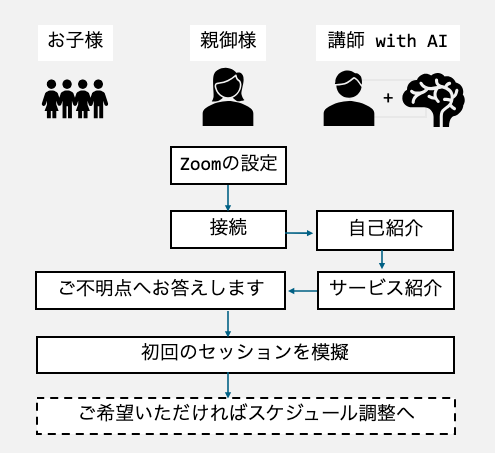 お子様
親御様
講師 with AI
+
Zoomの設定
接続
自己紹介
サービス紹介
ご不明点へお答えします
初回のセッションを模擬
ご希望いただければスケジュール調整へ